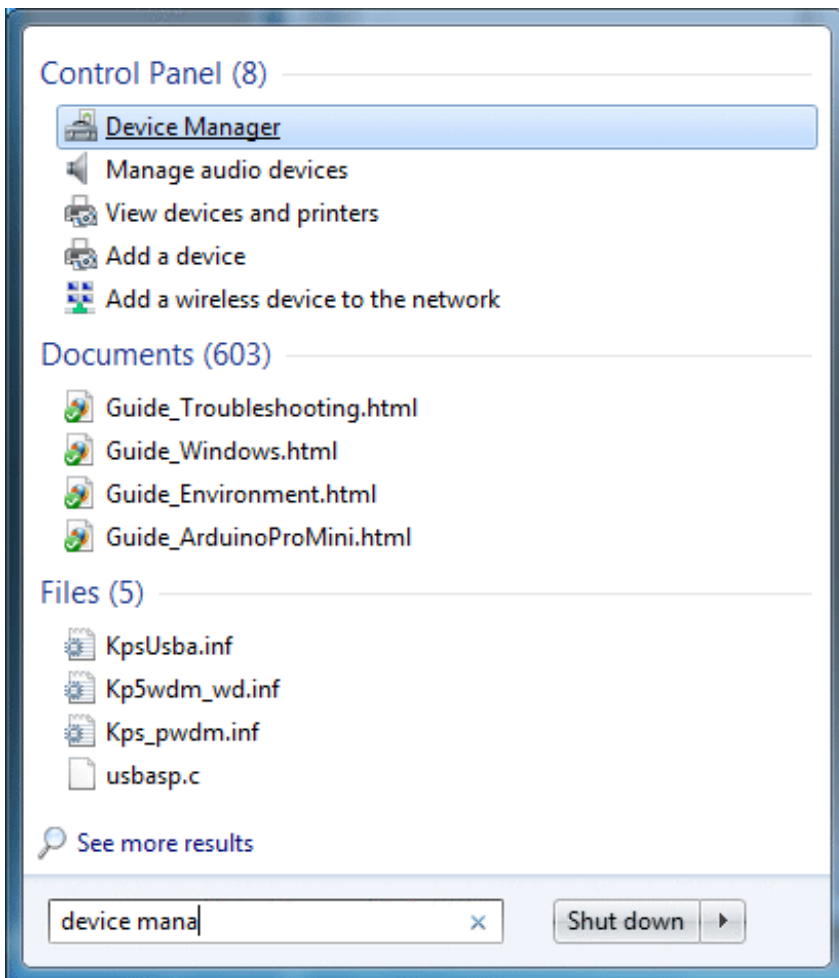 Control Panel (8)
Device Manager
Manage audio devices
View devices and printers
Add a device
Add a wireless device to the network
Documents (603)
Guide_Troubleshooting.html
Guide_Windows.html
Guide_Environment.html
Guide_ArduinoProMini.html
Files (5)
KpsUsba.inf
Kp5wdm_wd.inf
Kps_pwdm.inf
usbasp.c
See more results
device mana
Shut down